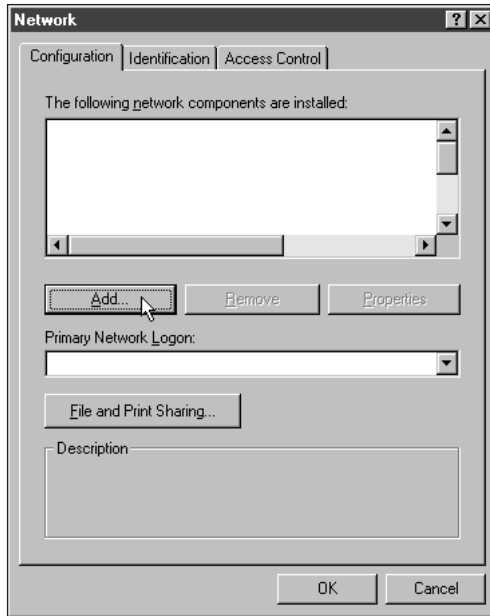 Network
Configuration Identification Access Control
The following network components are installed:
Add... Remove Properties
Primary Network Logon:
File and Print Sharing...
Description
OK Cancel